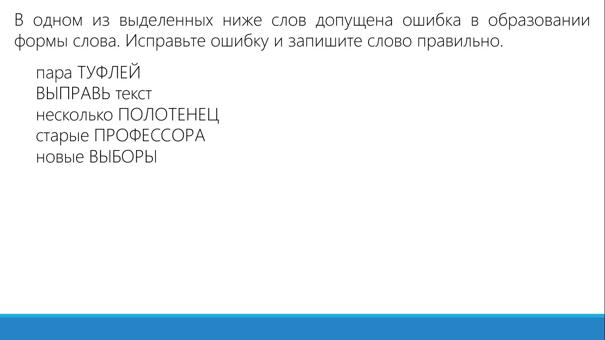 В одном из выделенных ниже слов допущена ошибка в образовании
формы слова. Исправьте ошибку и запишите слово правильно.
пара ТУФЛЕЙ
ВЫПРАВЬ текст
несколько ПОЛОТЕНЕЦ
старые ПРОФЕССОРА
новые ВЫБОРЫ